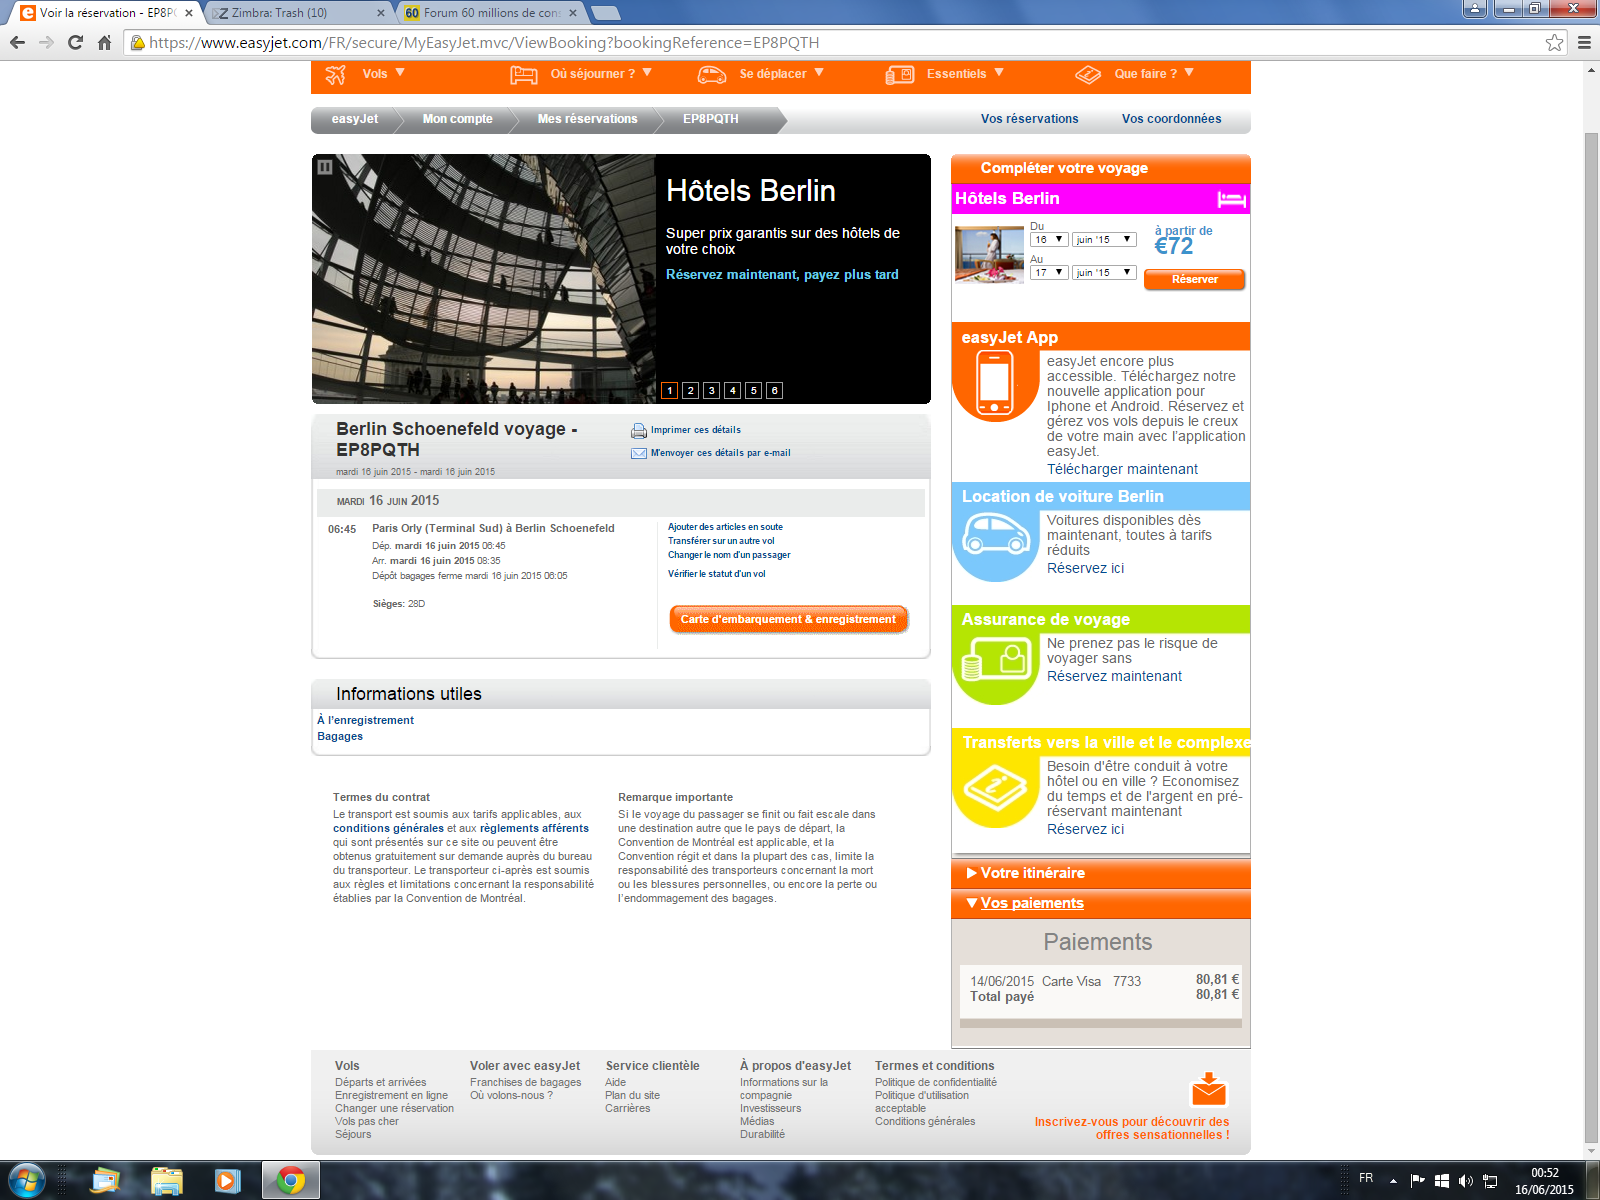 Voir la réservation - EP8PQ
Zimbra: Trash (10)
60 Forum 60 millions de cons
https://www.easyjet.com/FR/secure/MyEasyJet.mvc/ViewBooking?bookingReference=EP8PQTH
Vols
Où séjourner ?
Se déplacer
Essentiels
Que faire ?
easyJet
Mon compte
Mes réservations
EP8PQTH
Vos réservations
Vos coordonnées
Hôtels Berlin
Super prix garantis sur des hôtels de
votre choix
Réservez maintenant, payez plus tard
1 2 3 4 5 6
Berlin Schoenefeld voyage -
EP8PQTH
mardi 16 juin 2015 - mardi 16 juin 2015
Imprimer ces détails
M'envoyer ces détails par e-mail
MARDI 16 JUIN 2015
06:45
Paris Orly (Terminal Sud) à Berlin Schoenefeld
Dép. mardi 16 juin 2015 06:45
Arr. mardi 16 juin 2015 08:35
Dépôt bagages ferme mardi 16 juin 2015 06:05
Sièges: 28D
Ajouter des articles en soute
Transférer sur un autre vol
Changer le nom d'un passager
Vérifier le statut d'un vol
Carte d'embarquement & enregistrement
Informations utiles
À l'enregistrement
Bagages
Termes du contrat
Le transport est soumis aux tarifs applicables, aux
conditions générales et aux règlements afférents
qui sont présentés sur ce site ou peuvent être
obtenus gratuitement sur demande auprès du bureau
du transporteur. Le transporteur ci-après est soumis
aux règles et limitations concernant la responsabilité
établies par la Convention de Montréal.
Remarque importante
Si le voyage du passager se finit ou fait escale dans
une destination autre que le pays de départ, la
Convention de Montréal est applicable, et la
Convention régit et dans la plupart des cas, limite la
responsabilité des transporteurs concernant la mort
ou les blessures personnelles, ou encore la perte ou
l'endommagement des bagages.
Compléter votre voyage
Hôtels Berlin
Du
16 juin '15
Au
17 juin '15
à partir de
€72
Réserver
easyJet App
easyJet encore plus
accessible. Téléchargez notre
nouvelle application pour
Iphone et Android. Réservez et
gérez vos vols depuis le creux
de votre main avec l'application
easyJet.
Télécharger maintenant
Location de voiture Berlin
Voitures disponibles dès
maintenant, toutes à tarifs
réduits
Réservez ici
Assurance de voyage
Ne prenez pas le risque de
voyager sans
Réservez maintenant
Transferts vers la ville et le complexe
Besoin d'être conduit à votre
hôtel ou en ville ? Economisez
du temps et de l'argent en pré-
réservant maintenant
Réservez ici
Votre itinéraire
Vos paiements
Paiements
14/06/2015 Carte Visa 7733 80,81 €
Total payé 80,81 €
Vols
Départs et arrivées
Enregistrement en ligne
Changer une réservation
Vols pas cher
Séjours
Voler avec easyJet
Franchises de bagages
Où volons-nous ?
Service clientèle
Aide
Plan du site
Carrières
À propos d'easyJet
Informations sur la
compagnie
Investisseurs
Médias
Durabilité
Termes et conditions
Politique de confidentialité
Politique d'utilisation
acceptable
Conditions générales
Inscrivez-vous pour découvrir des
offres sensationnelles !
FR
00:52
16/06/2015